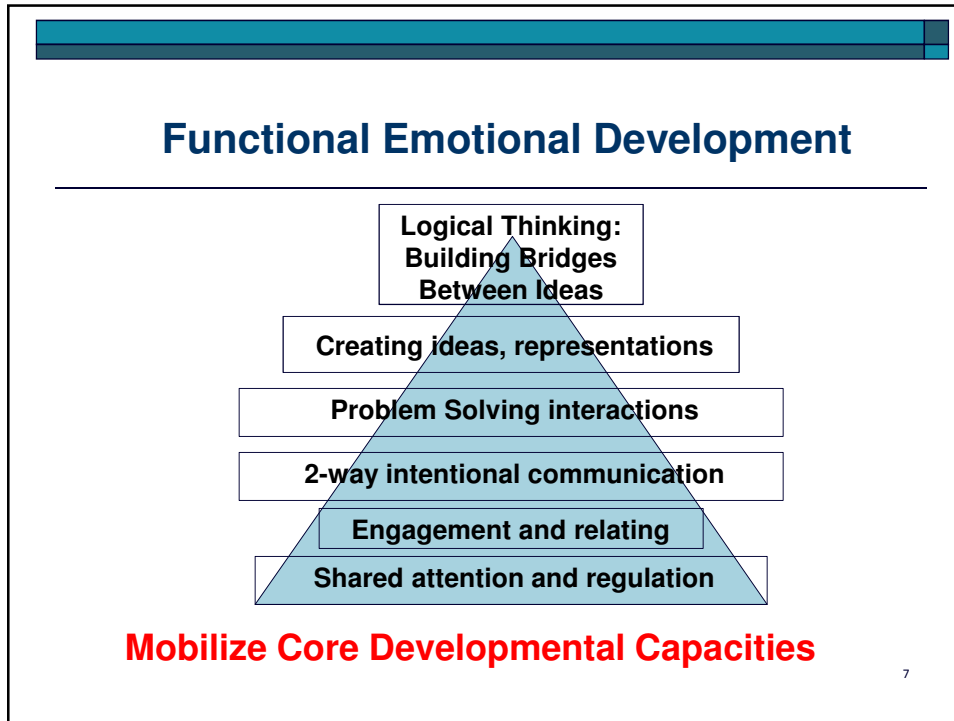 Functional Emotional Development
Logical Thinking:
Building Bridges
Between Ideas
Creating ideas, representations
Problem Solving interactions
2-way intentional communication
Engagement and relating
Shared attention and regulation
Mobilize Core Developmental Capacities
7